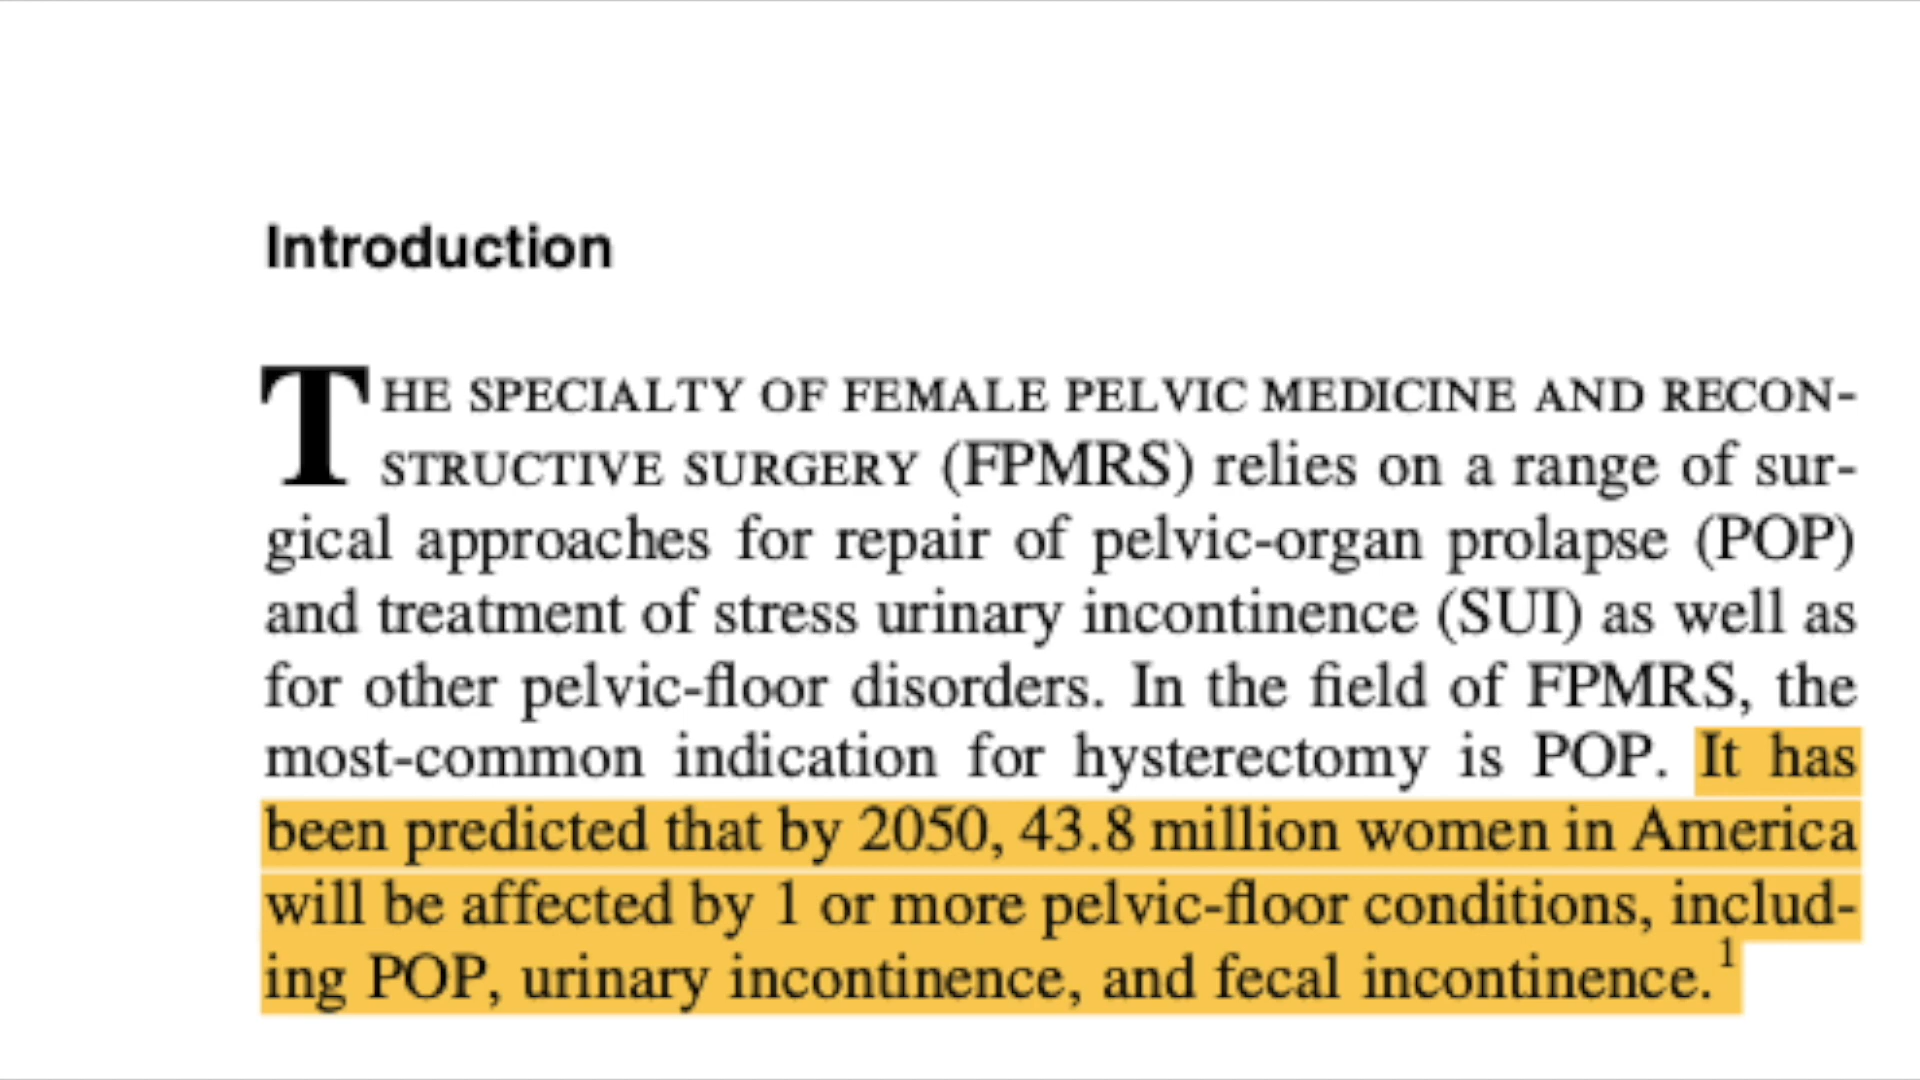 Introduction
THE SPECIALTY OF FEMALE PELVIC MEDICINE AND RECON-
STRUCTIVE SURGERY (FPMRS) relies on a range of sur-
gical approaches for repair of pelvic-organ prolapse (POP)
and treatment of stress urinary incontinence (SUI) as well as
for other pelvic-floor disorders. In the field of FPMRS, the
most-common indication for hysterectomy is POP. It has
been predicted that by 2050, 43.8 million women in America
will be affected by 1 or more pelvic-floor conditions, includ-
ing POP, urinary incontinence, and fecal incontinence.1